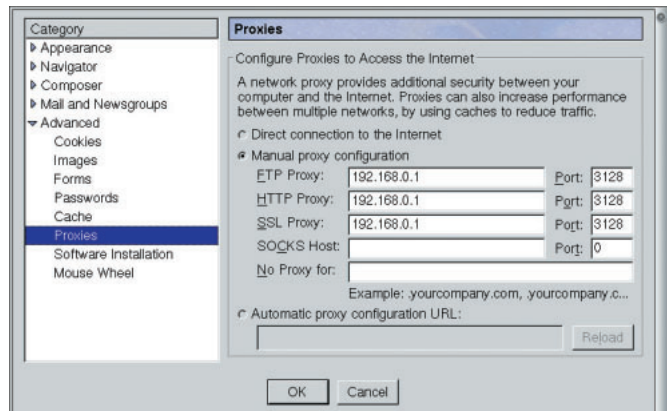 Category
Appearance
Navigator
Composer
Mail and Newsgroups
Advanced
Cookies
Images
Forms
Passwords
Cache
Proxies
Software Installation
Mouse Wheel
Proxies
Configure Proxies to Access the Internet
A network proxy provides additional security between your
computer and the Internet. Proxies can also increase performance
between multiple networks, by using caches to reduce traffic.
Direct connection to the Internet
Manual proxy configuration
FTP Proxy: 192.168.0.1 Port: 3128
HTTP Proxy: 192.168.0.1 Port: 3128
SSL Proxy: 192.168.0.1 Port: 3128
SOCKS Host: Port: 0
No Proxy for:
Example: .yourcompany.com, .yourcompany.c...
Automatic proxy configuration URL:
Reload
OK Cancel